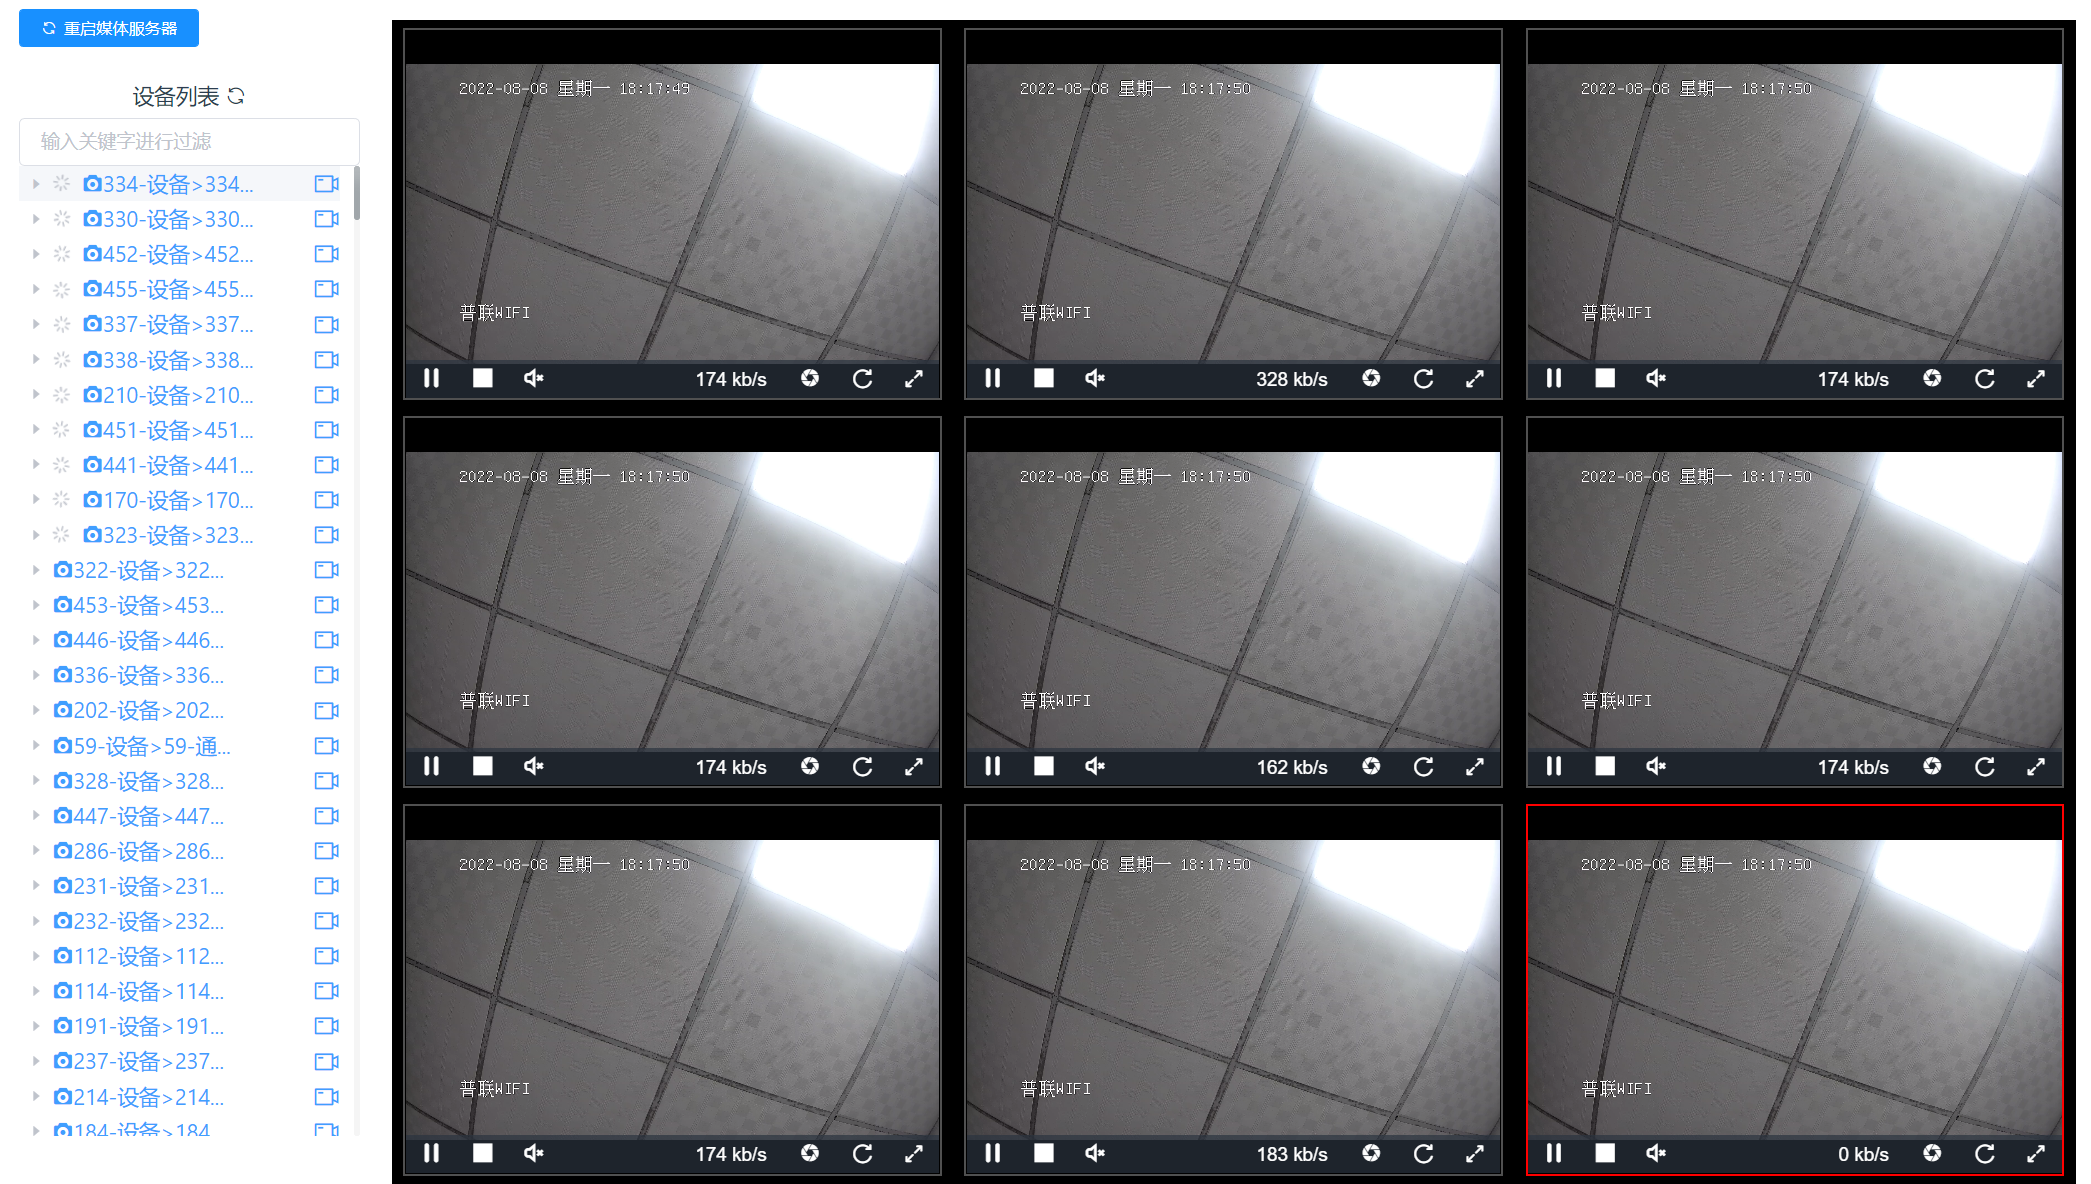 重启媒体服务器
设备列表
输入关键字进行过滤
334-设备>334...
330-设备>330...
452-设备>452...
455-设备>455...
337-设备>337...
338-设备>338...
210-设备>210...
451-设备>451...
441-设备>441...
170-设备>170...
323-设备>323...
322-设备>322...
453-设备>453...
446-设备>446...
336-设备>336...
202-设备>202...
59-设备>59-通...
328-设备>328...
447-设备>447...
286-设备>286...
231-设备>231...
232-设备>232...
112-设备>112...
114-设备>114...
191-设备>191...
237-设备>237...
214-设备>214...
184-设备>184
2022-08-08 星期一 18:17:49
普联WIFI
174 kb/s
2022-08-08 星期一 18:17:50
普联WIFI
328 kb/s
2022-08-08 星期一 18:17:50
普联WIFI
174 kb/s
2022-08-08 星期一 18:17:50
普联WIFI
174 kb/s
2022-08-08 星期一 18:17:50
普联WIFI
162 kb/s
2022-08-08 星期一 18:17:50
普联WIFI
174 kb/s
2022-08-08 星期一 18:17:50
普联WIFI
174 kb/s
2022-08-08 星期一 18:17:50
普联WIFI
183 kb/s
2022-08-08 星期一 18:17:50
普联WIFI
0 kb/s